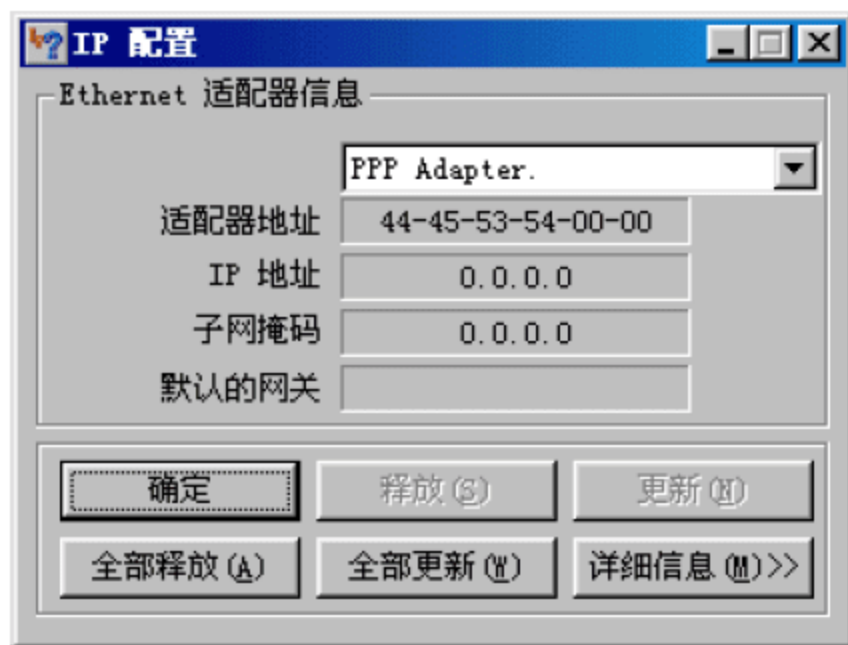 IP 配置
Ethernet 适配器信息
PPP Adapter.
适配器地址 44-45-53-54-00-00
IP 地址 0.0.0.0
子网掩码 0.0.0.0
默认的网关
确定 释放(S) 更新(N)
全部释放(A) 全部更新(W) 详细信息(M)>>